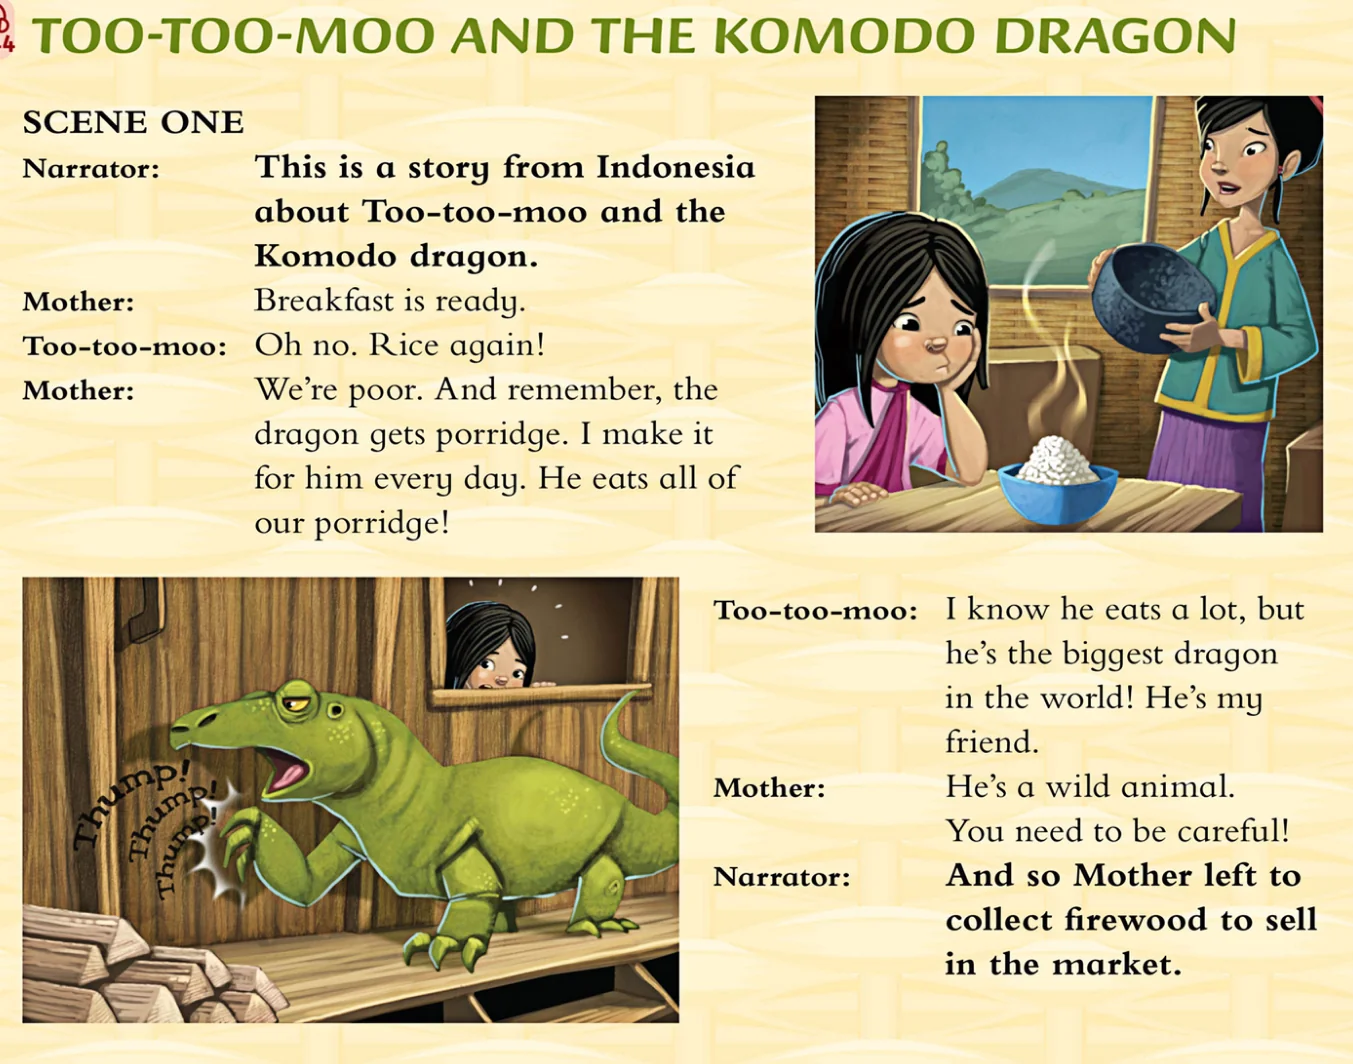 TOO-TOO-MOO AND THE KOMODO DRAGON
SCENE ONE
Narrator: This is a story from Indonesia
about Too-too-moo and the
Komodo dragon.
Mother: Breakfast is ready.
Too-too-moo: Oh no. Rice again!
Mother: We're poor. And remember, the
dragon gets porridge. I make it
for him every day. He eats all of
our porridge!
Thump!
Thump!
Thump!
Too-too-moo: I know he eats a lot, but
he's the biggest dragon
in the world! He's my
friend.
Mother: He's a wild animal.
You need to be careful!
Narrator: And so Mother left to
collect firewood to sell
in the market.